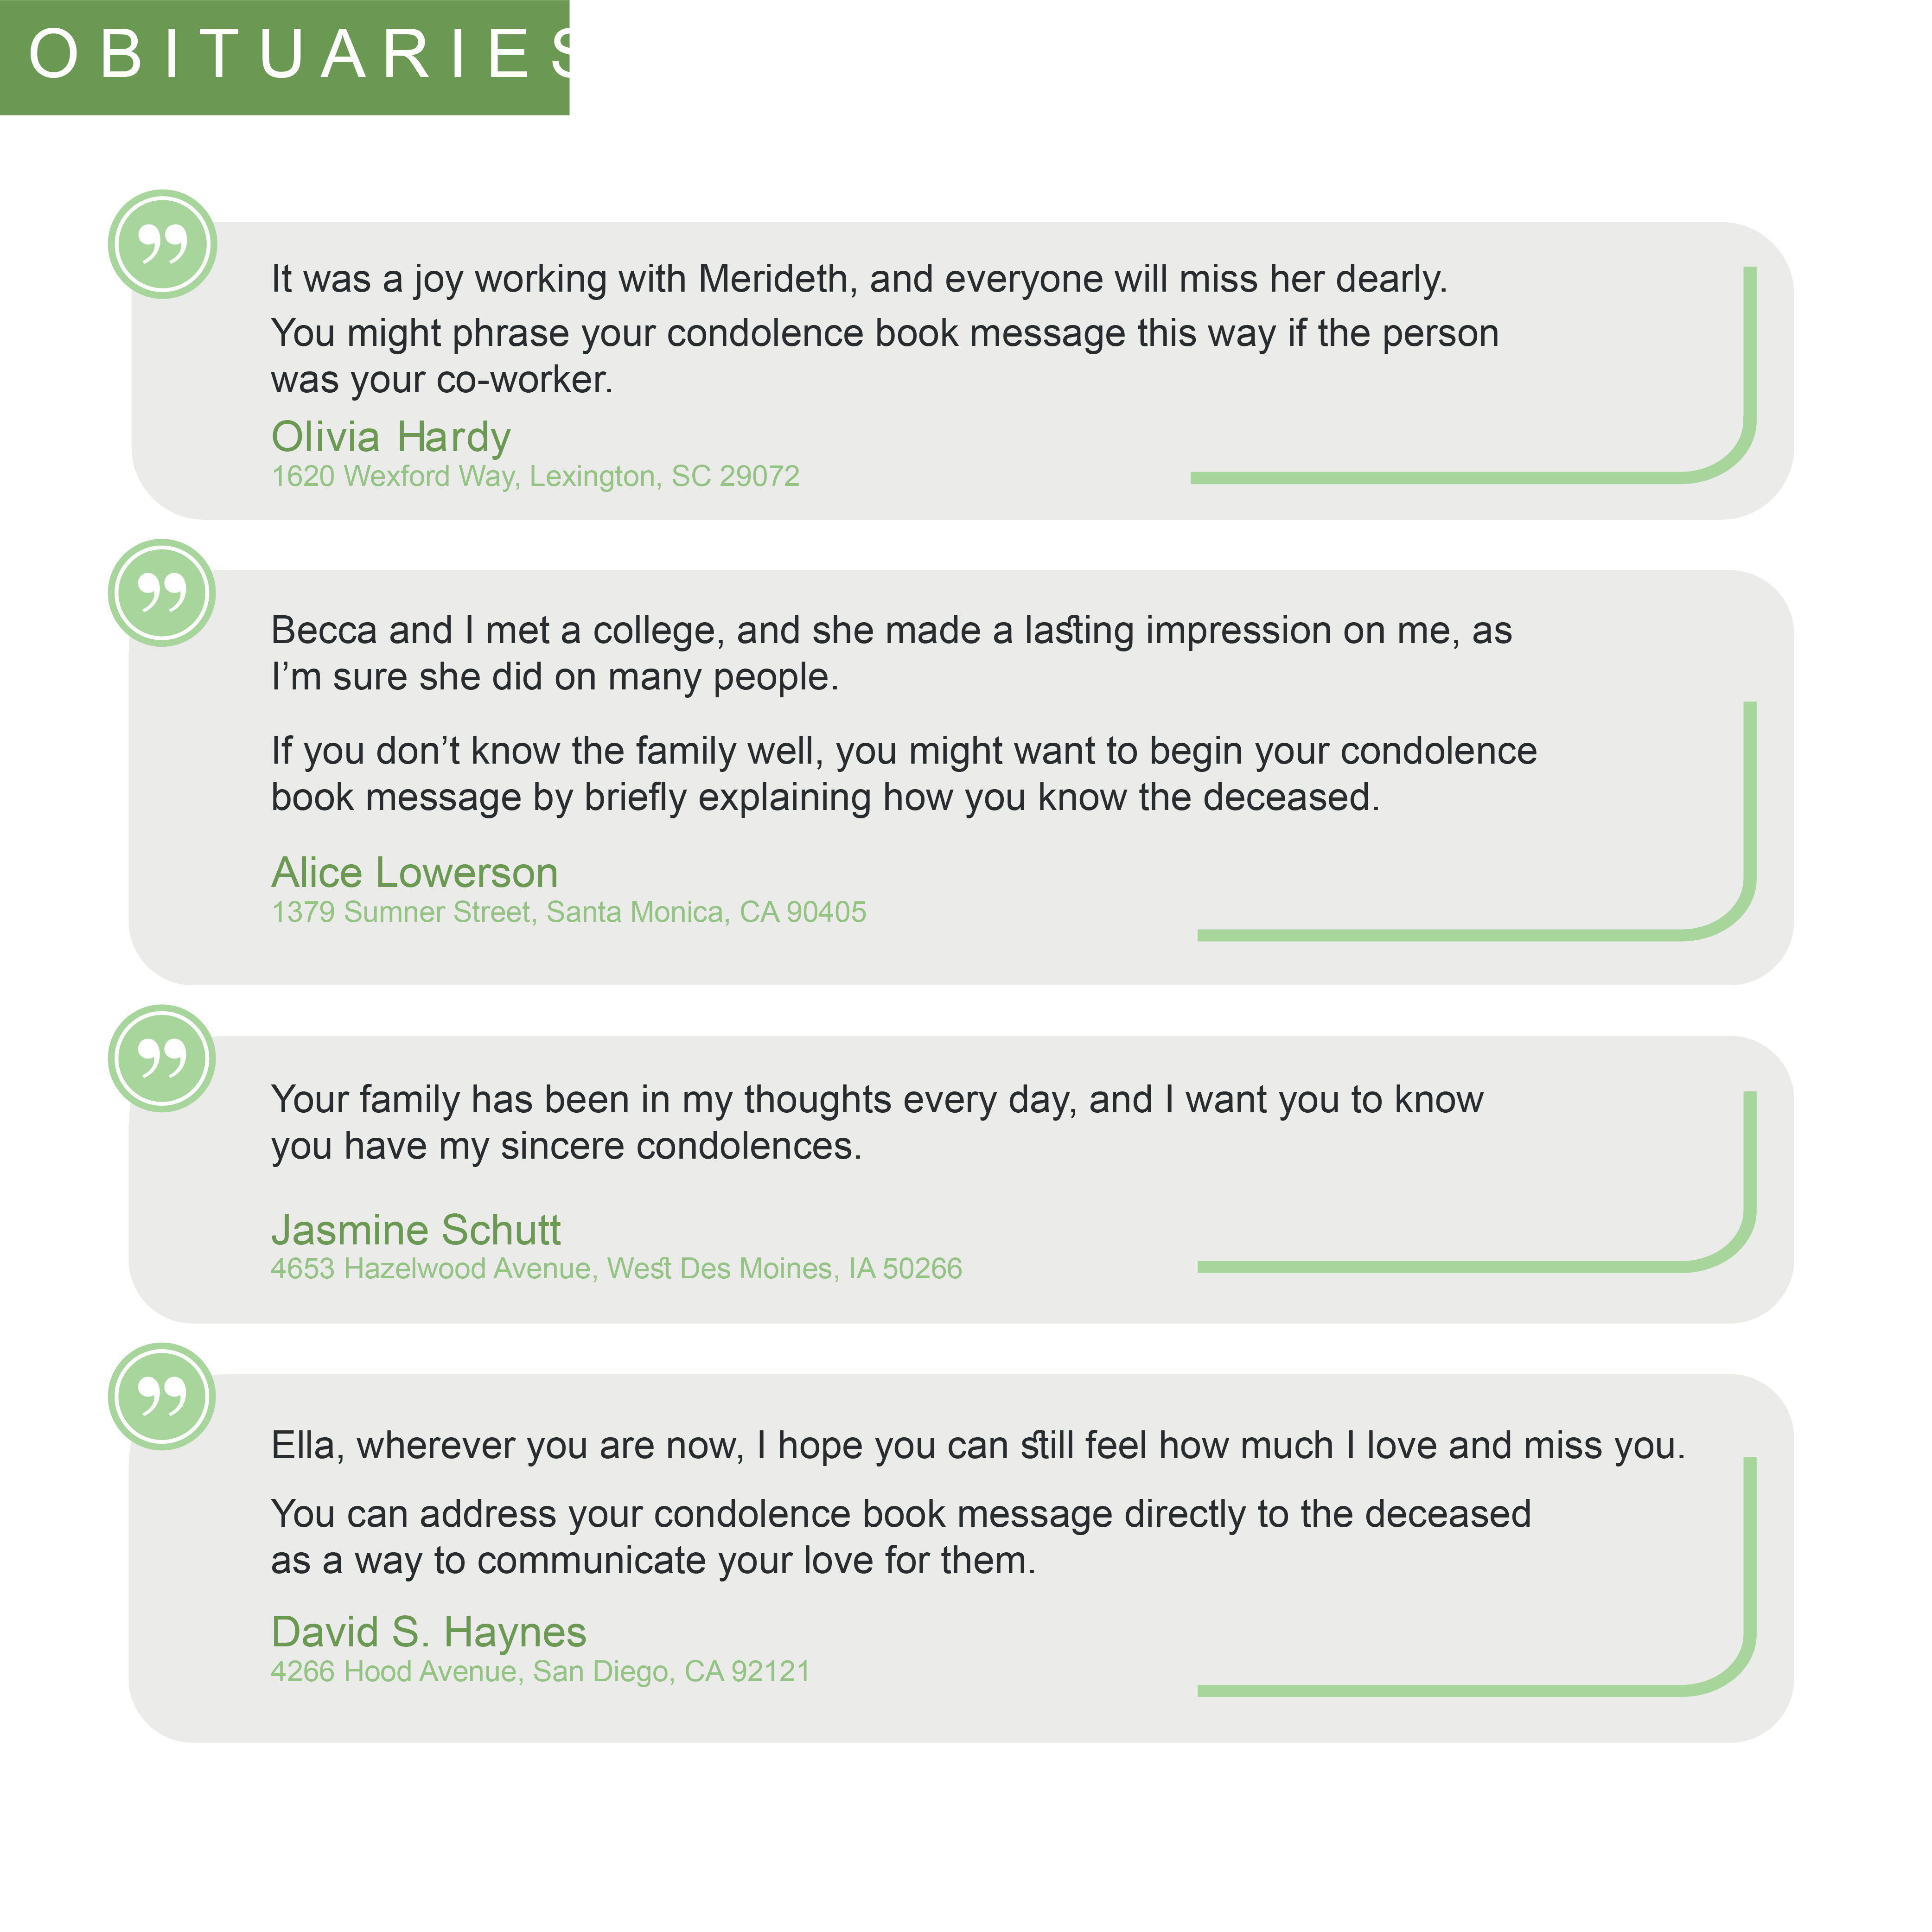 OBITUARIES
It was a joy working with Merideth, and everyone will miss her dearly.
You might phrase your condolence book message this way if the person
was your co-worker.
Olivia Hardy
1620 Wexford Way, Lexington, SC 29072
Becca and I met a college, and she made a lasting impression on me, as
I’m sure she did on many people.
If you don’t know the family well, you might want to begin your condolence
book message by briefly explaining how you know the deceased.
Alice Lowerson
1379 Sumner Street, Santa Monica, CA 90405
Your family has been in my thoughts every day, and I want you to know
you have my sincere condolences.
Jasmine Schutt
4653 Hazelwood Avenue, West Des Moines, IA 50266
Ella, wherever you are now, I hope you can still feel how much I love and miss you.
You can address your condolence book message directly to the deceased
as a way to communicate your love for them.
David S. Haynes
4266 Hood Avenue, San Diego, CA 92121